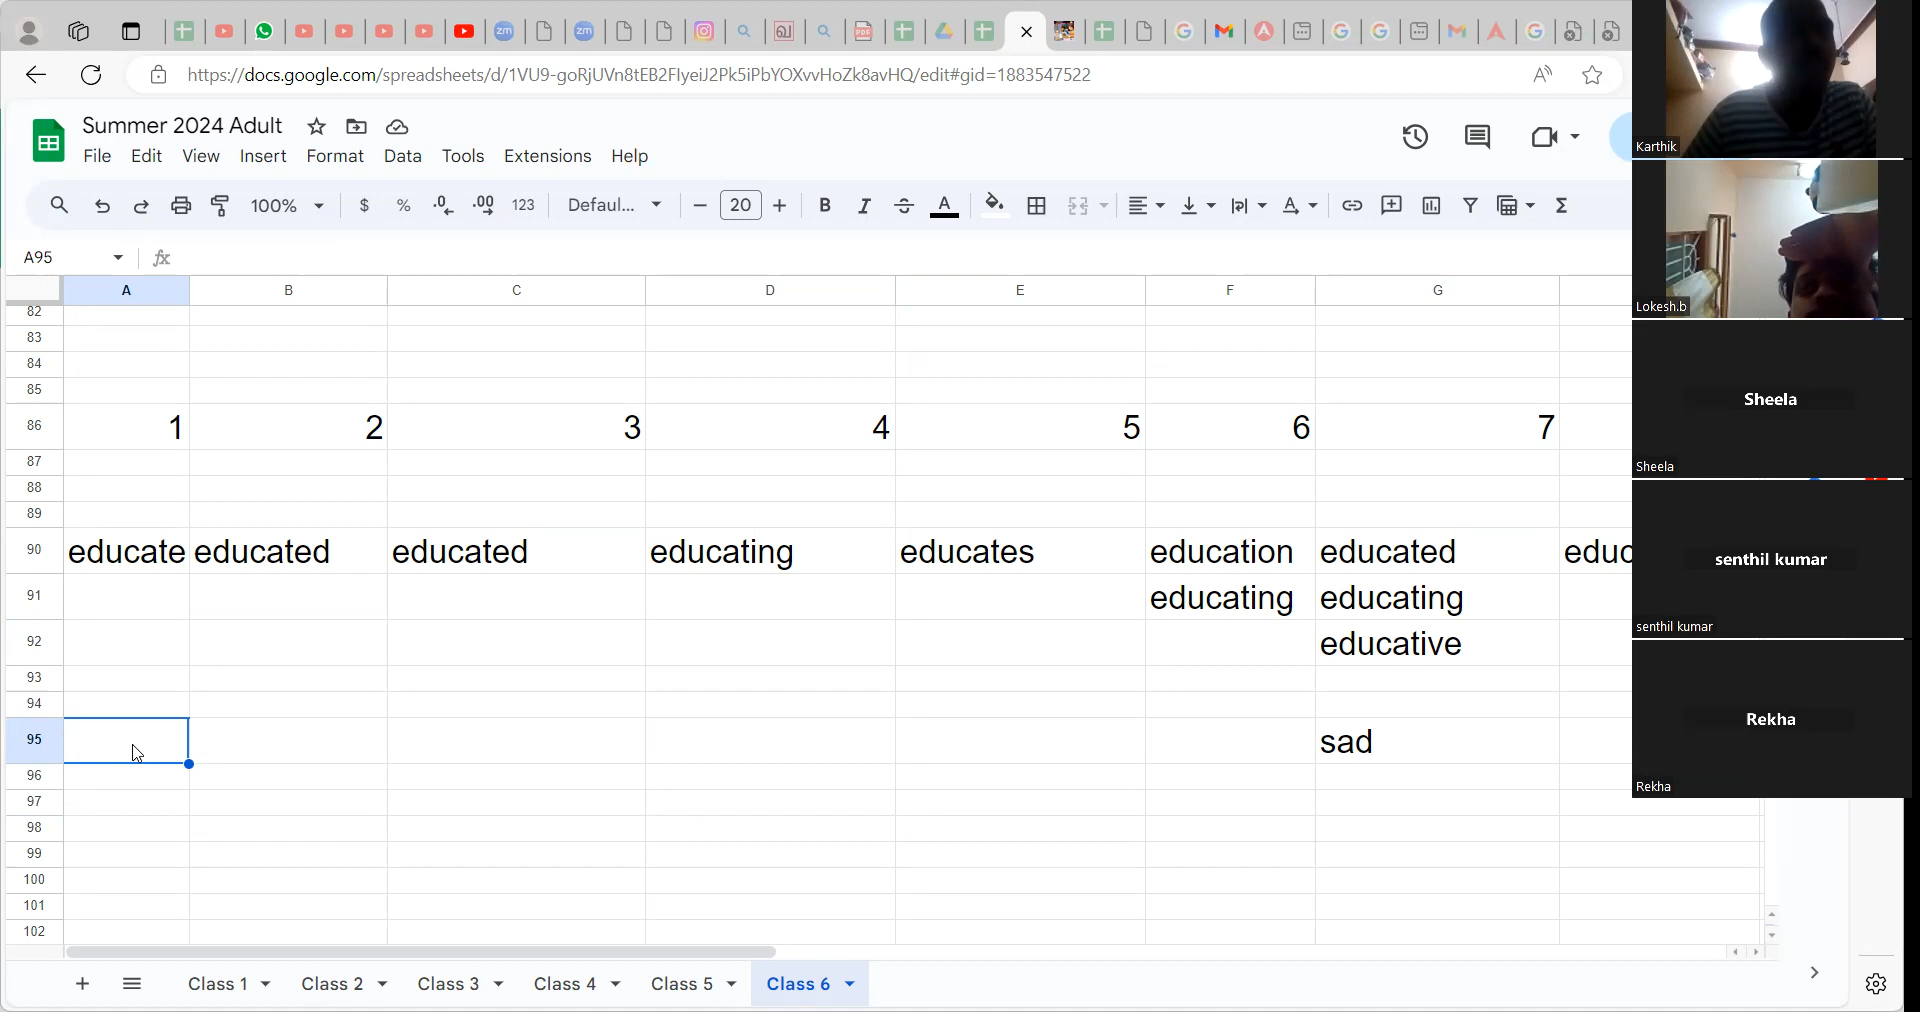 https://docs.google.com/spreadsheets/d/1VU9-goRjUVn8tEB2FIyeiJ2Pk5iPbYOXvvHoZk8avHQ/edit#gid=1883547522
Summer 2024 Adult
File Edit View Insert Format Data Tools Extensions Help
100% $ % .0 .00 123 Defaul... 20 B I A
A95 fx
A B C D E F G
82
83
84
85
86 1 2 3 4 5 6 7
87
88
89
90 educate educated educated educating educates education educated educ
91 educating educating
92 educative
93
94
95 sad
96
97
98
99
100
101
102
Class 1 Class 2 Class 3 Class 4 Class 5 Class 6
Karthik
Lokesh.b
Sheela
Sheela
senthil kumar
senthil kumar
Rekha
Rekha